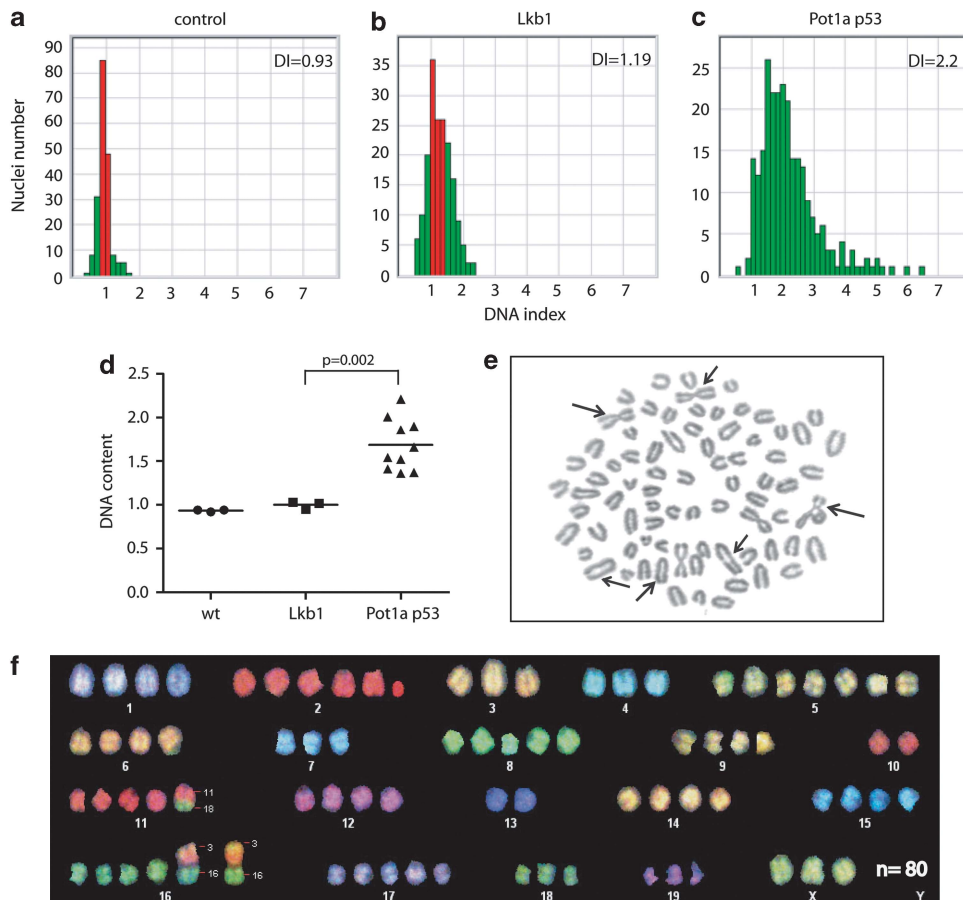 a control
DI=0.93
90
80
70
60
50
40
30
20
10
0
Nuclei number
1 2 3 4 5 6 7
b Lkb1
DI=1.19
35
30
25
20
15
10
5
0
1 2 3 4 5 6 7
DNA index
c Pot1a p53
DI=2.2
25
20
15
10
5
0
1 2 3 4 5 6 7
d
p=0.002
2.5
2.0
1.5
1.0
0.5
0.0
DNA content
wt Lkb1 Pot1a p53
e
f
1 2 3 4 5
6 7 8 9 10
11
18
11 12 13 14 15
3 3
16 16
n= 80
16 17 18 19 X Y